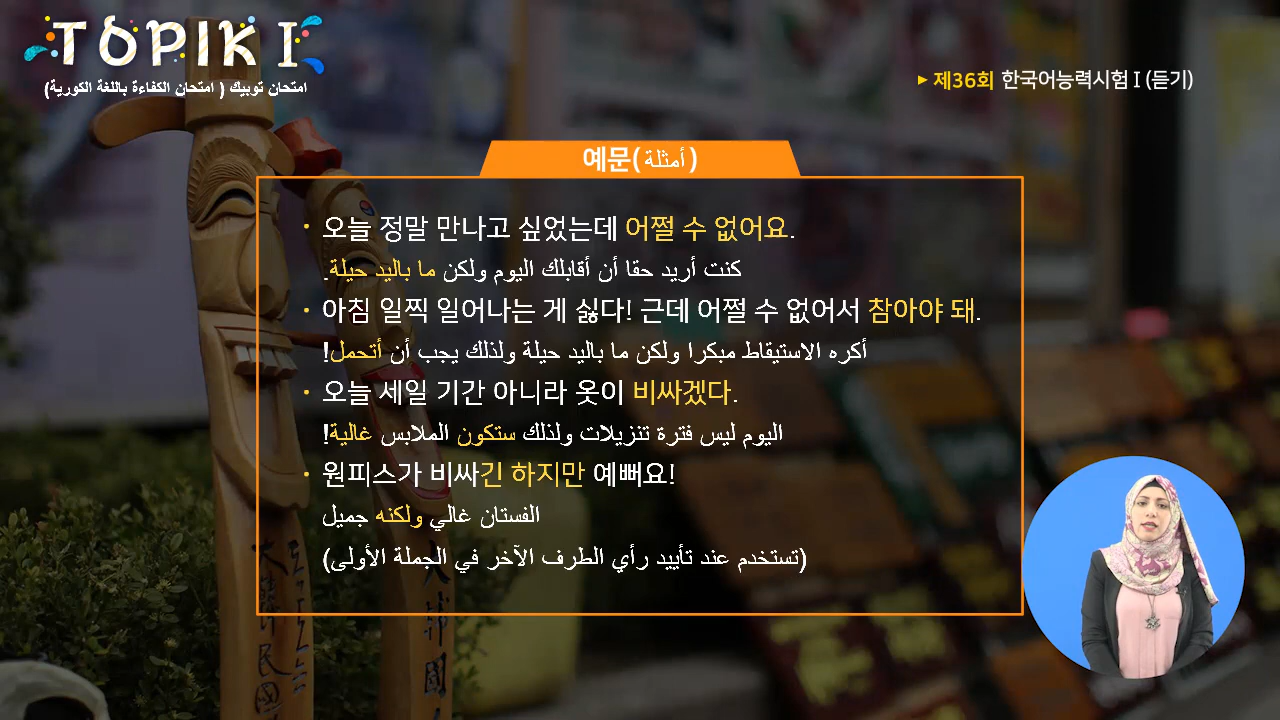 TOPIK I
امتحان توبيك ( امتحان الكفاءة باللغة الكورية)
▸ 제36회 한국어능력시험 I (듣기)
예문(أمثلة)
· 오늘 정말 만나고 싶었는데 어쩔 수 없어요.
كنت أريد حقا أن أقابلك اليوم ولكن ما باليد حيلة.
· 아침 일찍 일어나는 게 싫다! 근데 어쩔 수 없어서 참아야 돼.
أكره الاستيقاط مبكرا ولكن ما باليد حيلة ولذلك يجب أن أتحمل!
· 오늘 세일 기간 아니라 옷이 비싸겠다.
اليوم ليس فترة تنزيلات ولذلك ستكون الملابس غالية!
· 원피스가 비싸긴 하지만 예뻐요!
الفستان غالي ولكنه جميل
(تستخدم عند تأييد رأي الطرف الآخر في الجملة الأولى)